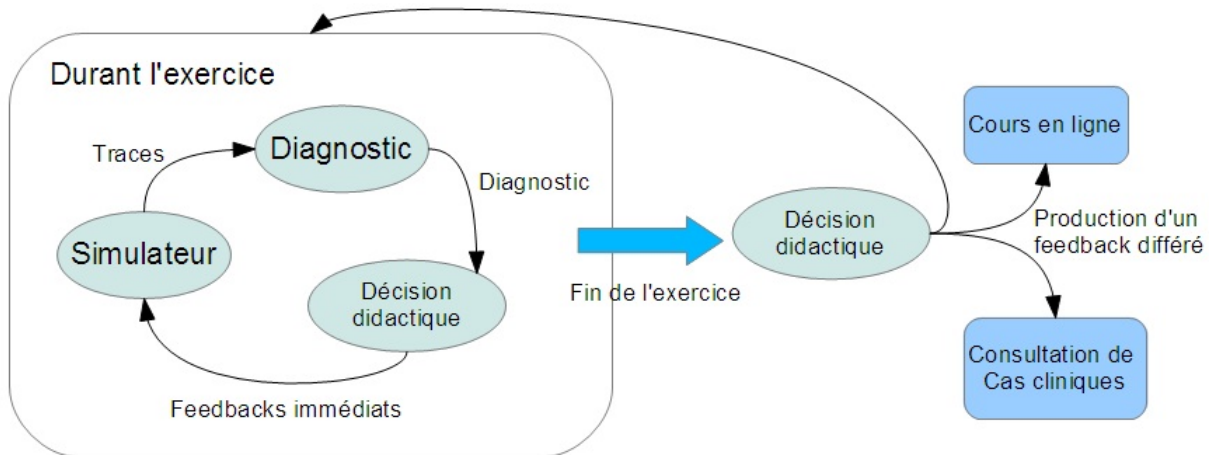 Durant l'exercice
Traces
Diagnostic
Diagnostic
Simulateur
Décision
didactique
Feedbacks immédiats
Fin de l'exercice
Décision
didactique
Cours en ligne
Production d'un
feedback différé
Consultation de
Cas cliniques